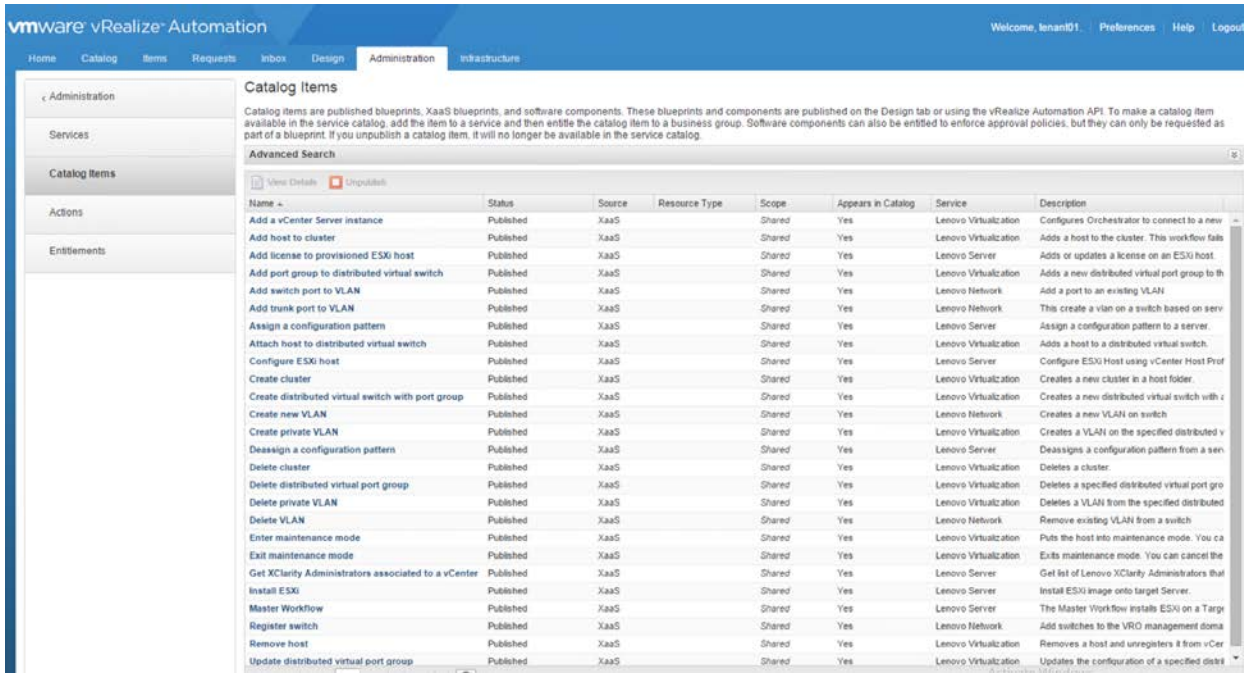 vmware vRealize Automation
Welcome, tenant01. Preferences Help Logout
Home Catalog Items Requests Inbox Design Administration Infrastructure
‹ Administration
Services
Catalog Items
Actions
Entitlements
Catalog Items
Catalog items are published blueprints, XaaS blueprints, and software components. These blueprints and components are published on the Design tab or using the vRealize Automation API. To make a catalog item
available in the service catalog, add the item to a service and then entitle the catalog item to a business group. Software components can also be entitled to enforce approval policies, but they can only be requested as
part of a blueprint. If you unpublish a catalog item, it will no longer be available in the service catalog.
Advanced Search
View Details Unpublish
Name Status Source Resource Type Scope Appears in Catalog Service Description
Add a vCenter Server instance Published XaaS Shared Yes Lenovo Virtualization Configures Orchestrator to connect to a new
Add host to cluster Published XaaS Shared Yes Lenovo Virtualization Adds a host to the cluster. This workflow fails
Add license to provisioned ESXi host Published XaaS Shared Yes Lenovo Server Adds or updates a license on an ESXi host.
Add port group to distributed virtual switch Published XaaS Shared Yes Lenovo Virtualization Adds a new distributed virtual port group to th
Add switch port to VLAN Published XaaS Shared Yes Lenovo Network Add a port to an existing VLAN
Add trunk port to VLAN Published XaaS Shared Yes Lenovo Network This create a vlan on a switch based on serv
Assign a configuration pattern Published XaaS Shared Yes Lenovo Server Assign a configuration pattern to a server.
Attach host to distributed virtual switch Published XaaS Shared Yes Lenovo Virtualization Adds a host to a distributed virtual switch.
Configure ESXi host Published XaaS Shared Yes Lenovo Server Configure ESXi Host using vCenter Host Prof
Create cluster Published XaaS Shared Yes Lenovo Virtualization Creates a new cluster in a host folder.
Create distributed virtual switch with port group Published XaaS Shared Yes Lenovo Virtualization Creates a new distributed virtual switch with a
Create new VLAN Published XaaS Shared Yes Lenovo Network Creates a new VLAN on switch
Create private VLAN Published XaaS Shared Yes Lenovo Virtualization Creates a VLAN on the specified distributed v
Deassign a configuration pattern Published XaaS Shared Yes Lenovo Server Deassigns a configuration pattern from a serv
Delete cluster Published XaaS Shared Yes Lenovo Virtualization Deletes a cluster.
Delete distributed virtual port group Published XaaS Shared Yes Lenovo Virtualization Deletes a specified distributed virtual port gro
Delete private VLAN Published XaaS Shared Yes Lenovo Virtualization Deletes a VLAN from the specified distributed
Delete VLAN Published XaaS Shared Yes Lenovo Network Remove existing VLAN from a switch
Enter maintenance mode Published XaaS Shared Yes Lenovo Virtualization Puts the host into maintenance mode. You ca
Exit maintenance mode Published XaaS Shared Yes Lenovo Virtualization Exits maintenance mode. You can cancel the
Get XClarity Administrators associated to a vCenter Published XaaS Shared Yes Lenovo Server Get list of Lenovo XClarity Administrators that
Install ESXi Published XaaS Shared Yes Lenovo Server Install ESXi image onto target Server.
Master Workflow Published XaaS Shared Yes Lenovo Server The Master Workflow installs ESXi on a Targe
Register switch Published XaaS Shared Yes Lenovo Network Add switches to the VRO management doma
Remove host Published XaaS Shared Yes Lenovo Virtualization Removes a host and unregisters it from vCer
Update distributed virtual port group Published XaaS Shared Yes Lenovo Virtualization Updates the configuration of a specified distri